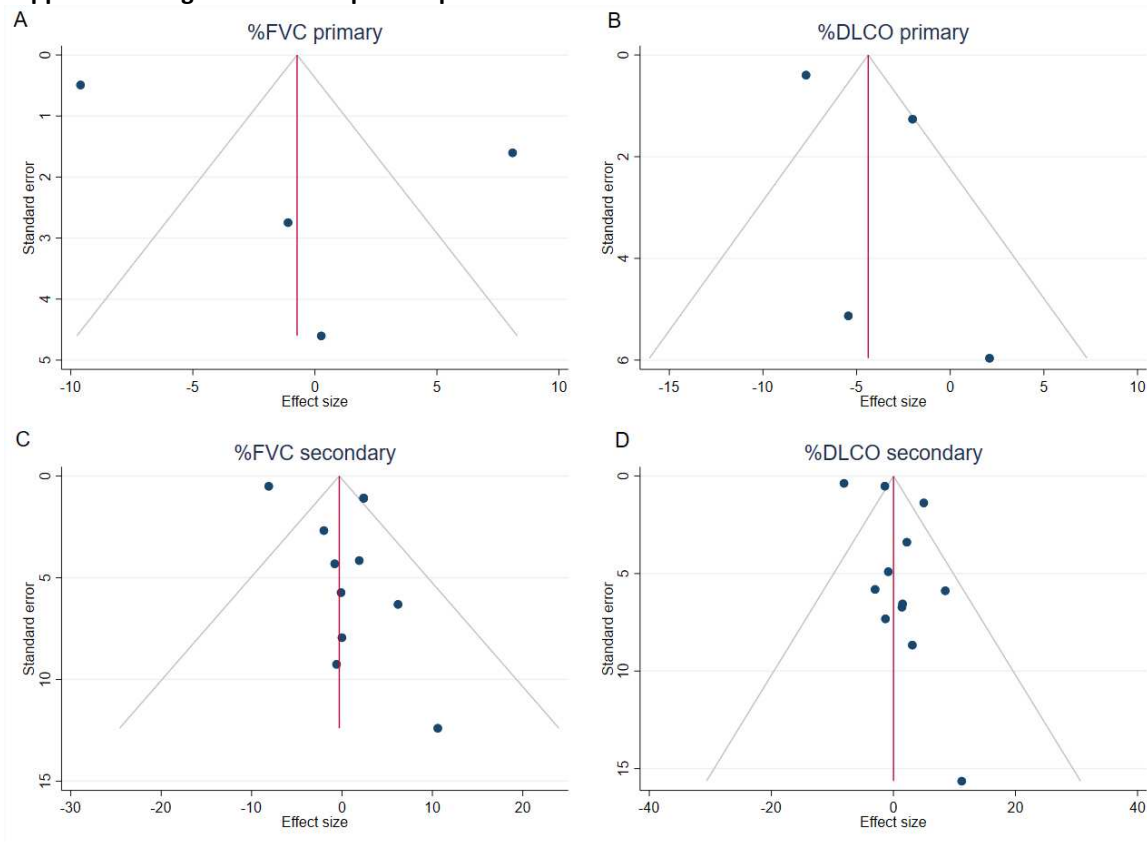 A
%FVC primary
0
1
2
3
4
5
Standard error
-10
-5
0
5
10
Effect size
B
%DLCO primary
0
2
4
6
Standard error
-15
-10
-5
0
5
10
Effect size
C
%FVC secondary
0
5
10
15
Standard error
-30
-20
-10
0
10
20
Effect size
D
%DLCO secondary
0
5
10
15
Standard error
-40
-20
0
20
40
Effect size